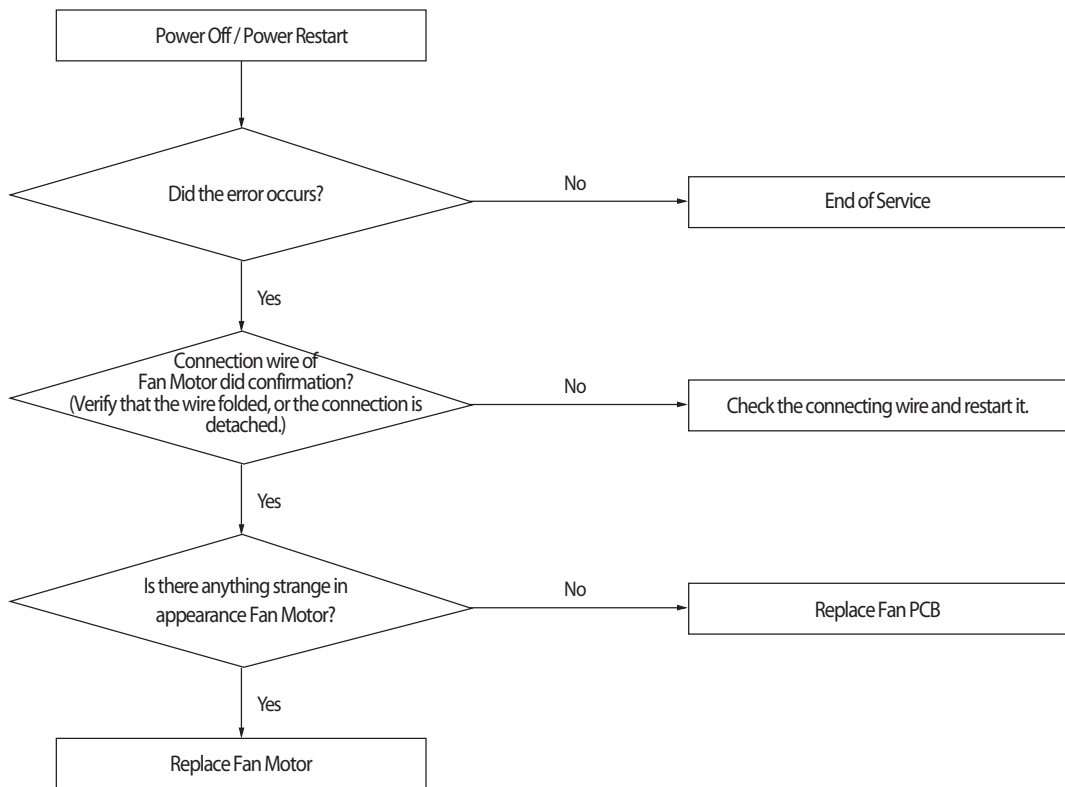 Power Off / Power Restart
Did the error occurs?
No
End of Service
Yes
Connection wire of
Fan Motor did confirmation?
(Verify that the wire folded, or the connection is
detached.)
No
Check the connecting wire and restart it.
Yes
Is there anything strange in
appearance Fan Motor?
No
Replace Fan PCB
Yes
Replace Fan Motor